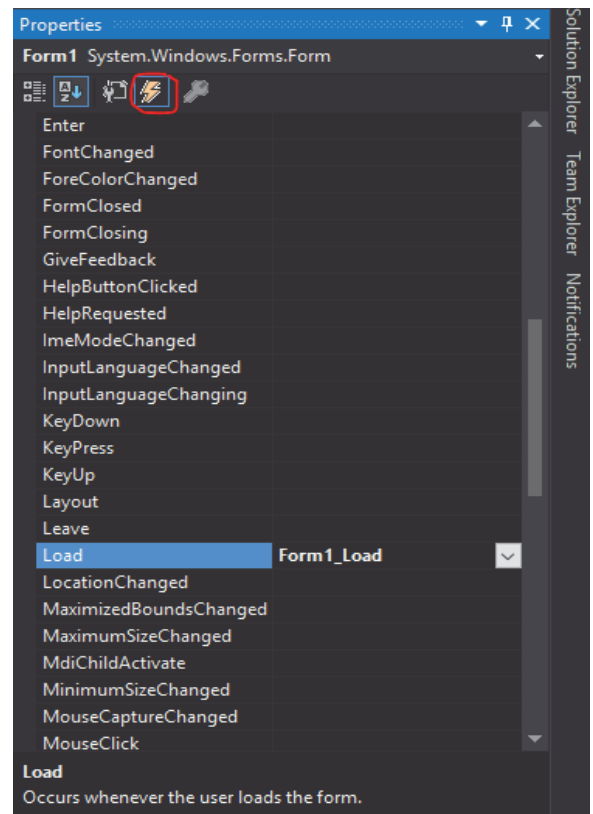 Properties
Form1 System.Windows.Forms.Form
Enter
FontChanged
ForeColorChanged
FormClosed
FormClosing
GiveFeedback
HelpButtonClicked
HelpRequested
ImeModeChanged
InputLanguageChanged
InputLanguageChanging
KeyDown
KeyPress
KeyUp
Layout
Leave
Load Form1_Load
LocationChanged
MaximizedBoundsChanged
MaximumSizeChanged
MdiChildActivate
MinimumSizeChanged
MouseCaptureChanged
MouseClick
Load
Occurs whenever the user loads the form.
Solution Explorer
Team Explorer
Notifications